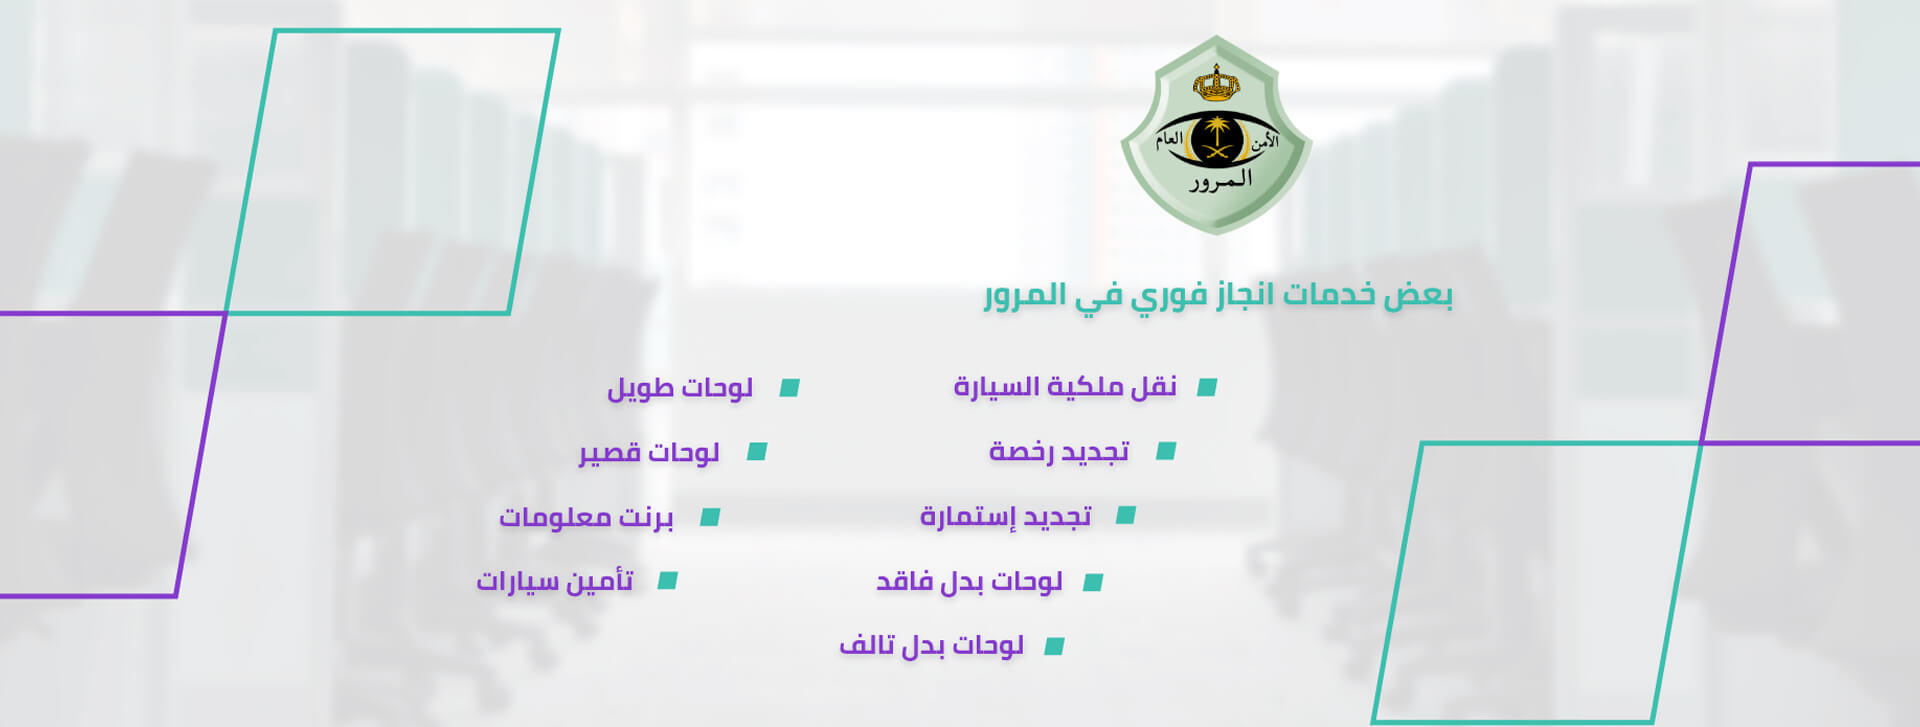 الأمن العام
المرور
بعض خدمات انجاز فوري في المرور
نقل ملكية السيارة
تجديد رخصة
تجديد إستمارة
لوحات بدل فاقد
لوحات بدل تالف
لوحات طويل
لوحات قصير
برنت معلومات
تأمين سيارات